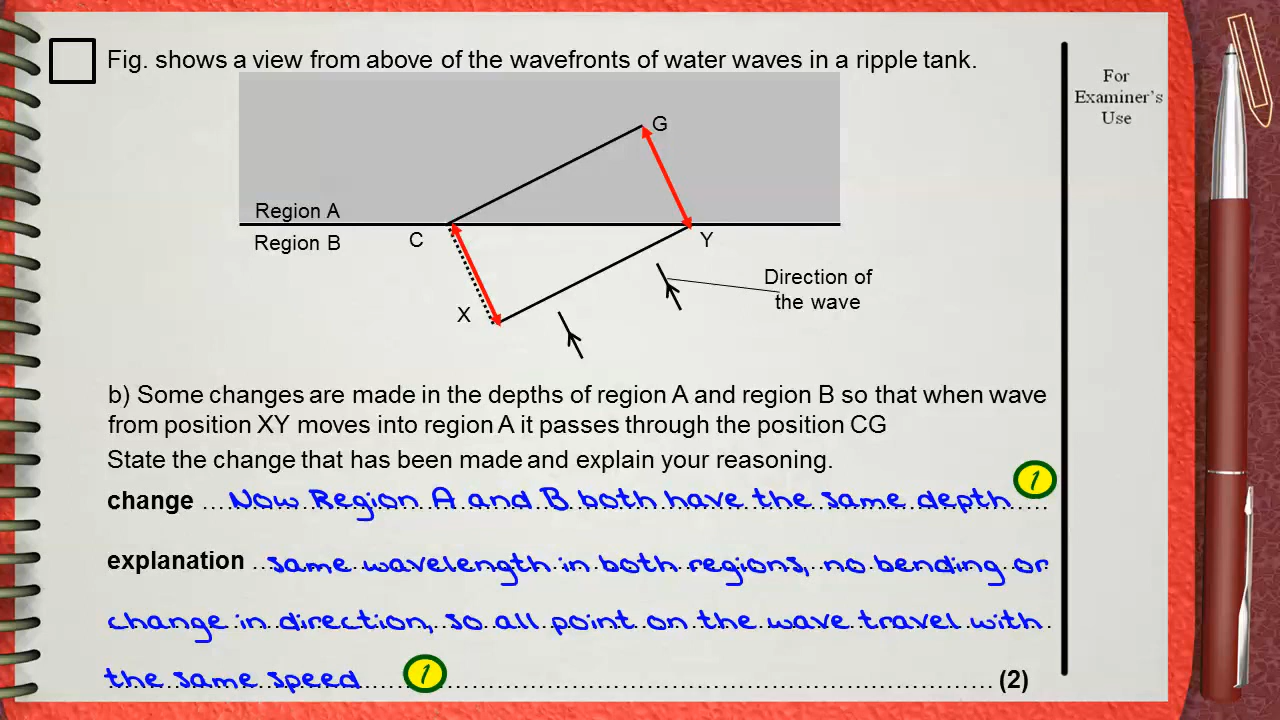 Fig. shows a view from above of the wavefronts of water waves in a ripple tank.
For
Examiner's
Use
G
Region A
Region B
C
Y
X
Direction of
the wave
b) Some changes are made in the depths of region A and region B so that when wave
from position XY moves into region A it passes through the position CG
State the change that has been made and explain your reasoning.
change ...Now Region A and B both have the same depth 1
explanation ...same wavelength in both regions, no bending or
change in direction, so all point on the wave travel with
the same speed 1 (2)